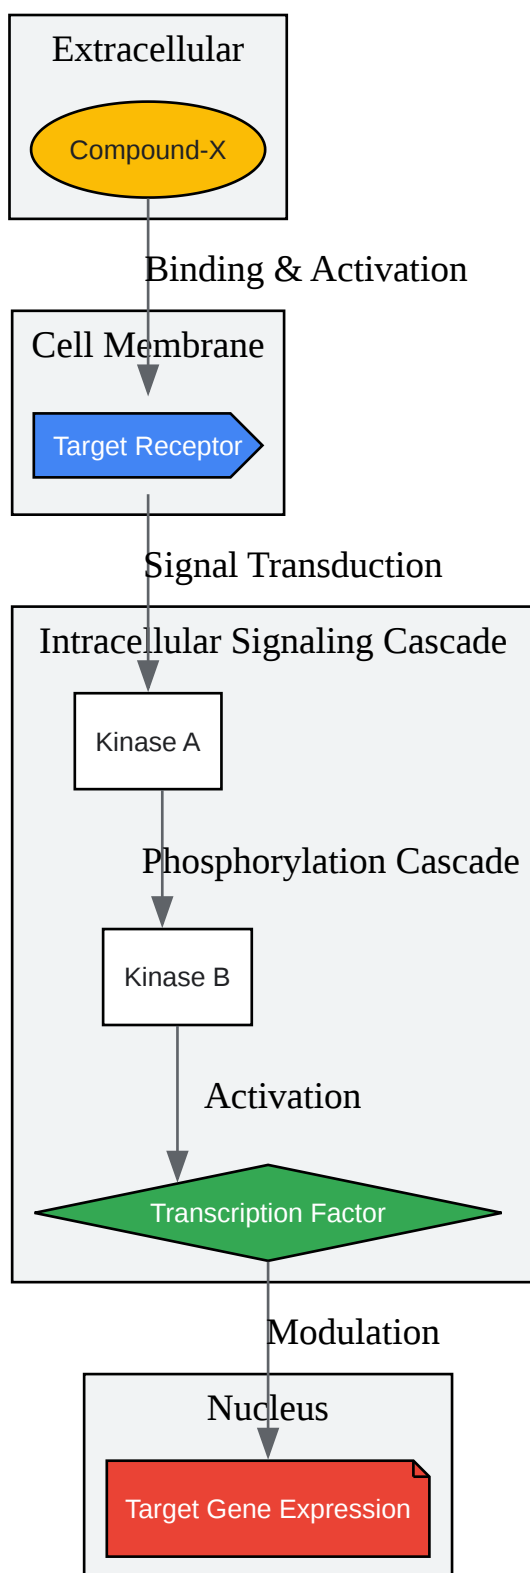 Extracellular
Compound-X
Binding & Activation
Cell Membrane
Target Receptor
Signal Transduction
Intracellular Signaling Cascade
Kinase A
Phosphorylation Cascade
Kinase B
Activation
Transcription Factor
Modulation
Nucleus
Target Gene Expression